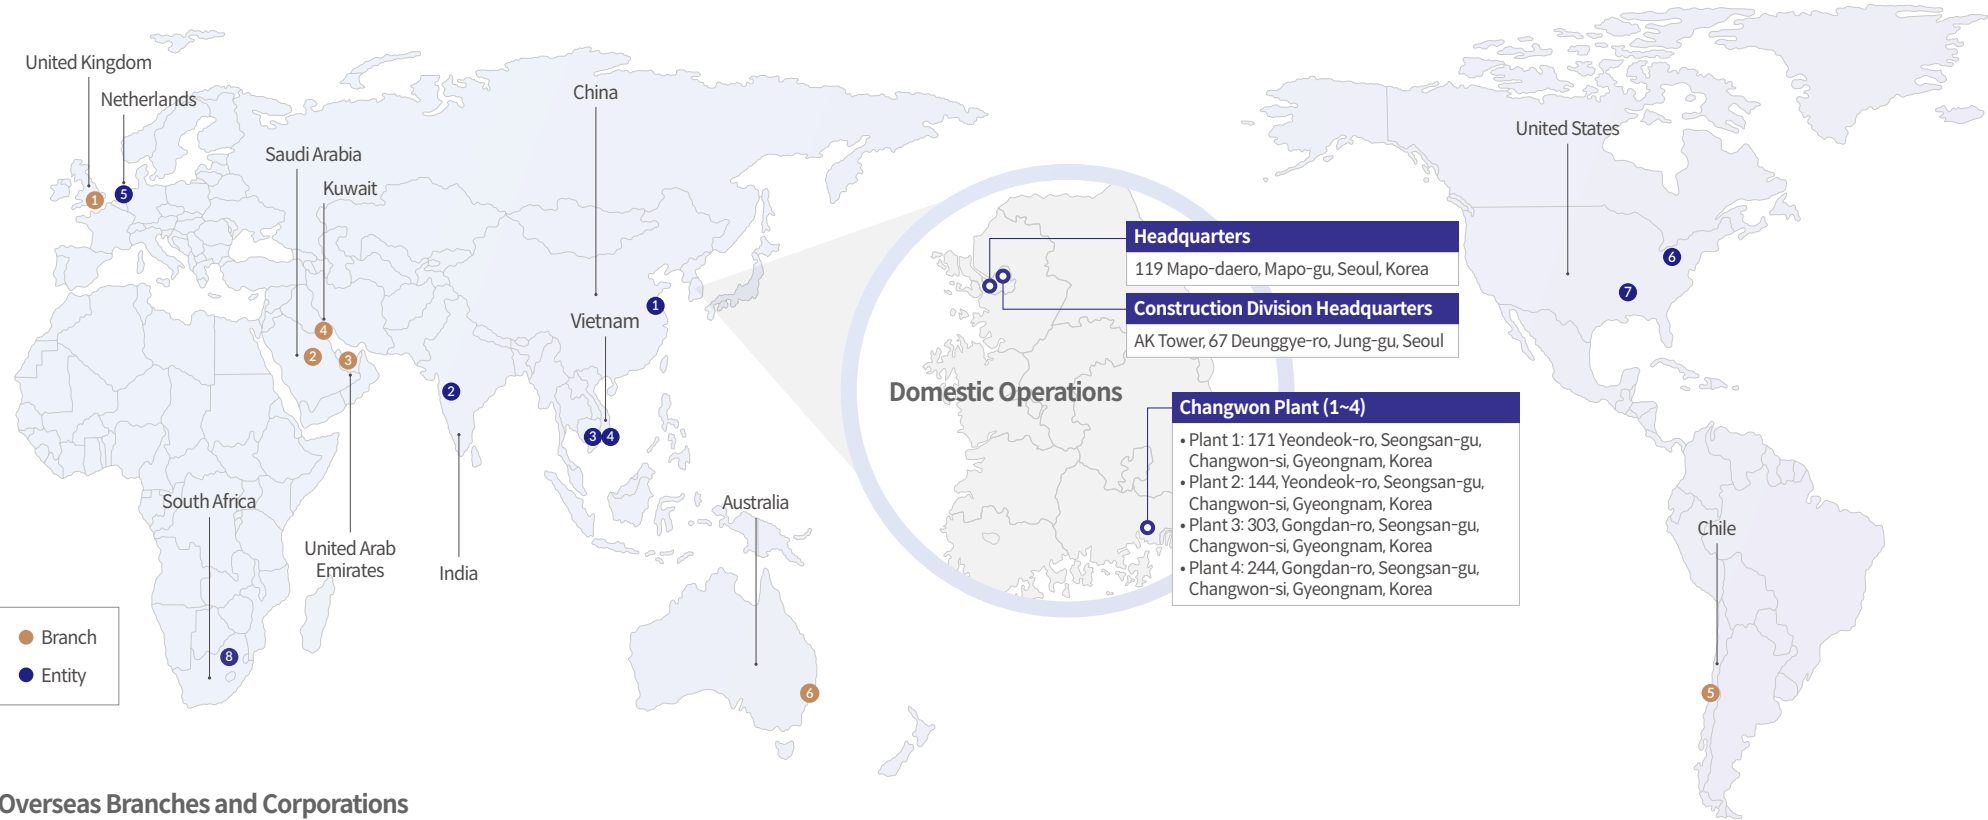 United Kingdom
Netherlands
China
Saudi Arabia
Kuwait
United States
1
5
6
7
1
Vietnam
4
2
3
2
3 4
Headquarters
119 Mapo-daero, Mapo-gu, Seoul, Korea
Construction Division Headquarters
AK Tower, 67 Deunggye-ro, Jung-gu, Seoul
Domestic Operations
Changwon Plant (1~4)
• Plant 1: 171 Yeondeok-ro, Seongsan-gu,
Changwon-si, Gyeongnam, Korea
• Plant 2: 144, Yeondeok-ro, Seongsan-gu,
Changwon-si, Gyeongnam, Korea
• Plant 3: 303, Gongdan-ro, Seongsan-gu,
Changwon-si, Gyeongnam, Korea
• Plant 4: 244, Gongdan-ro, Seongsan-gu,
Changwon-si, Gyeongnam, Korea
South Africa
Australia
Chile
United Arab
Emirates
India
Branch
Entity
8
6
5
Overseas Branches and Corporations